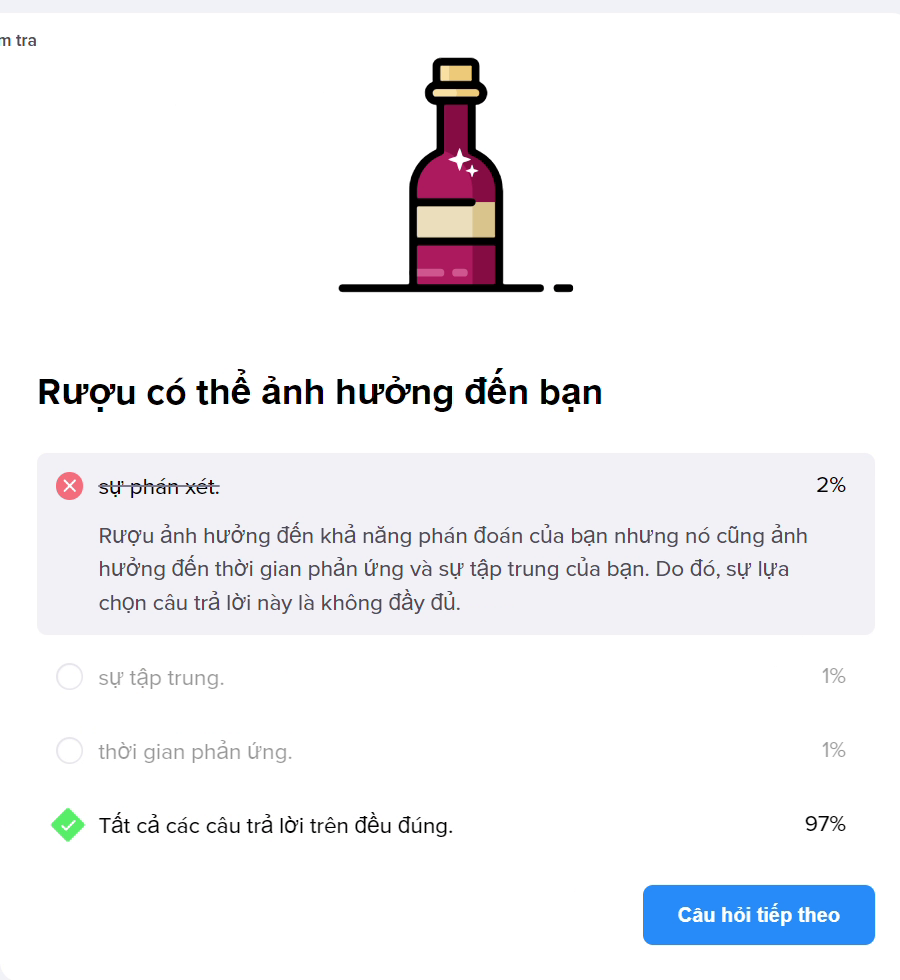 m tra
Rượu có thể ảnh hưởng đến bạn
sự phán xét.
2%
Rượu ảnh hưởng đến khả năng phán đoán của bạn nhưng nó cũng ảnh
hưởng đến thời gian phản ứng và sự tập trung của bạn. Do đó, sự lựa
chọn câu trả lời này là không đầy đủ.
sự tập trung.
1%
thời gian phản ứng.
1%
Tất cả các câu trả lời trên đều đúng.
97%
Câu hỏi tiếp theo